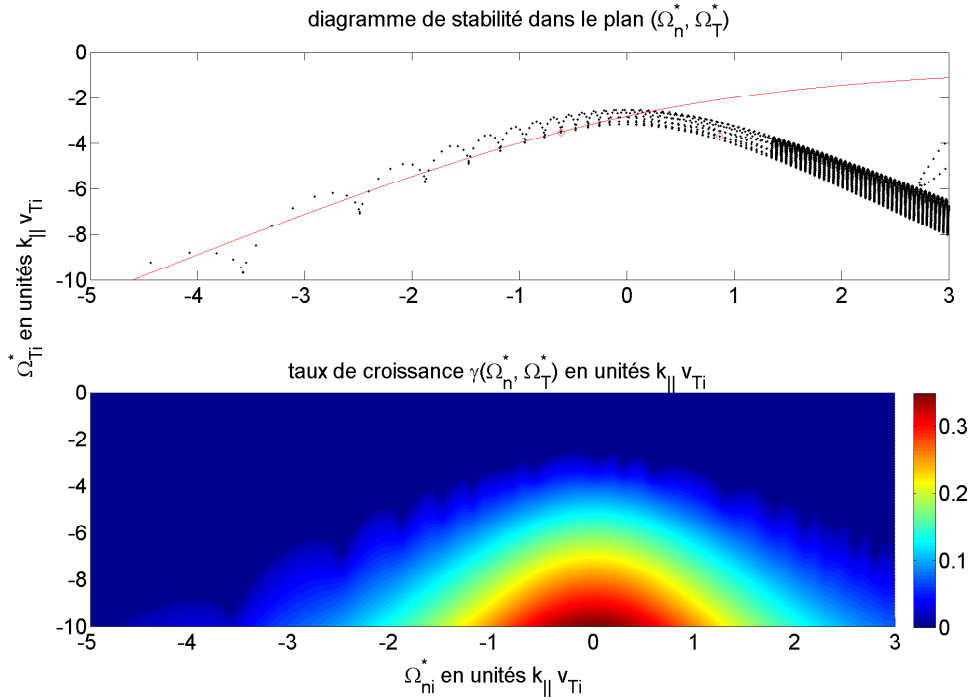 diagramme de stabilité dans le plan (Ω*n, Ω*T)
0
-2
-4
-6
-8
-10
-5 -4 -3 -2 -1 0 1 2 3
Ω*Ti en unités k|| vTi
taux de croissance γ(Ω*n, Ω*T) en unités k|| vTi
0
-2
-4
-6
-8
-10
-5 -4 -3 -2 -1 0 1 2 3
0.3
0.2
0.1
0
Ω*ni en unités k|| vTi